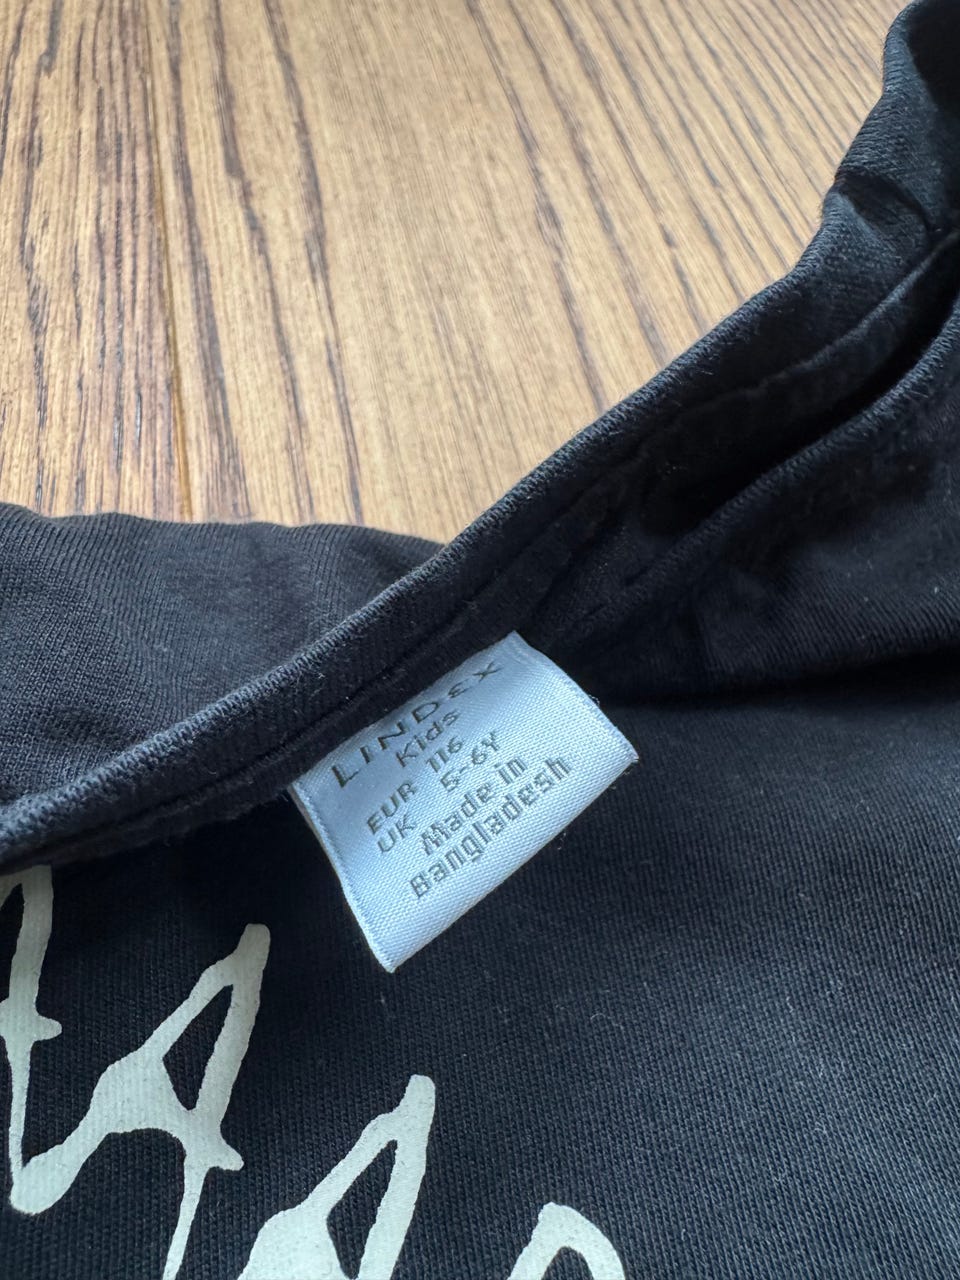 LINDEX
Kids
EUR 116
UK 5-6Y
Made in
Bangladesh